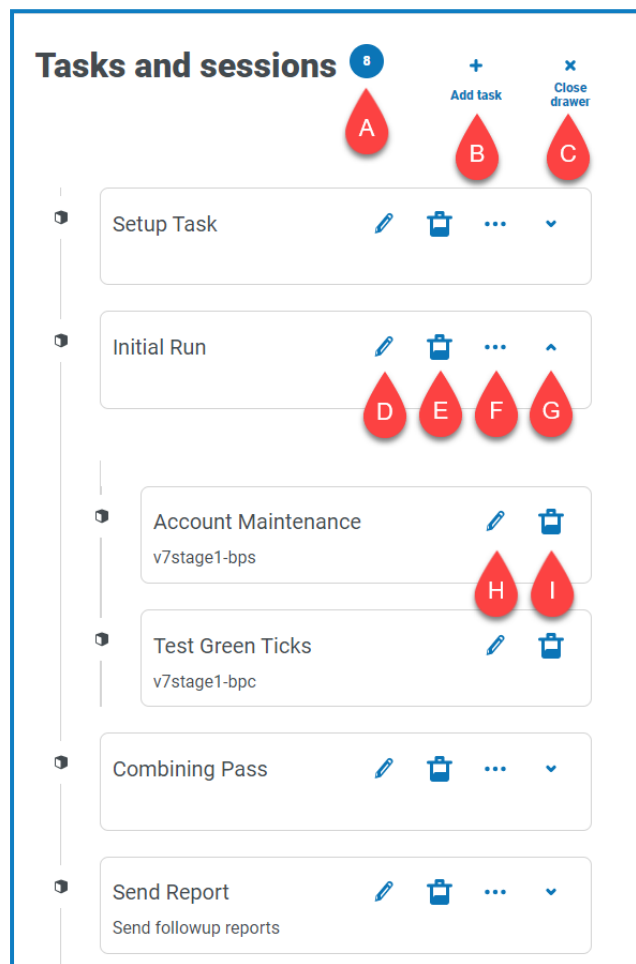 Tasks and sessions 8
Add task
Close
drawer
A
B
C
Setup Task
Initial Run
D
E
F
G
Account Maintenance
v7stage1-bps
H
I
Test Green Ticks
v7stage1-bpc
Combining Pass
Send Report
Send followup reports